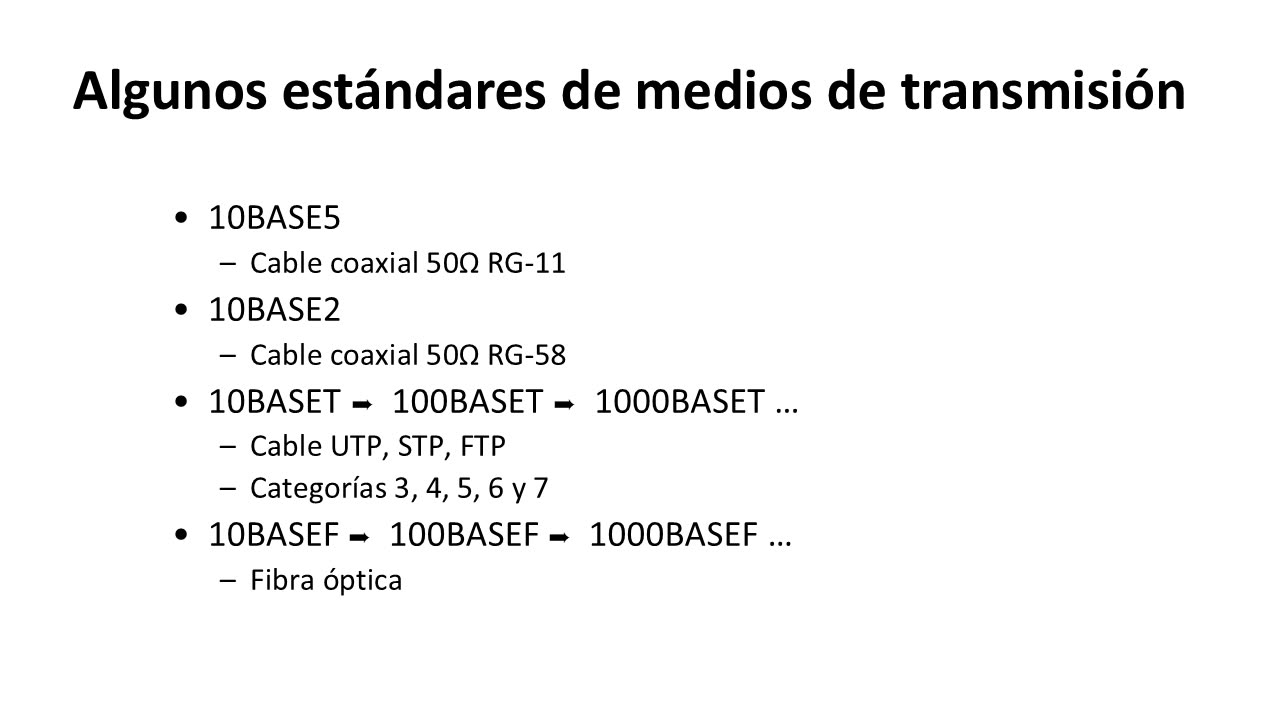 Algunos estándares de medios de transmisión
• 10BASE5
– Cable coaxial 50Ω RG-11
• 10BASE2
– Cable coaxial 50Ω RG-58
• 10BASET ➡ 100BASET ➡ 1000BASET ...
– Cable UTP, STP, FTP
– Categorías 3, 4, 5, 6 y 7
• 10BASEF ➡ 100BASEF ➡ 1000BASEF ...
– Fibra óptica